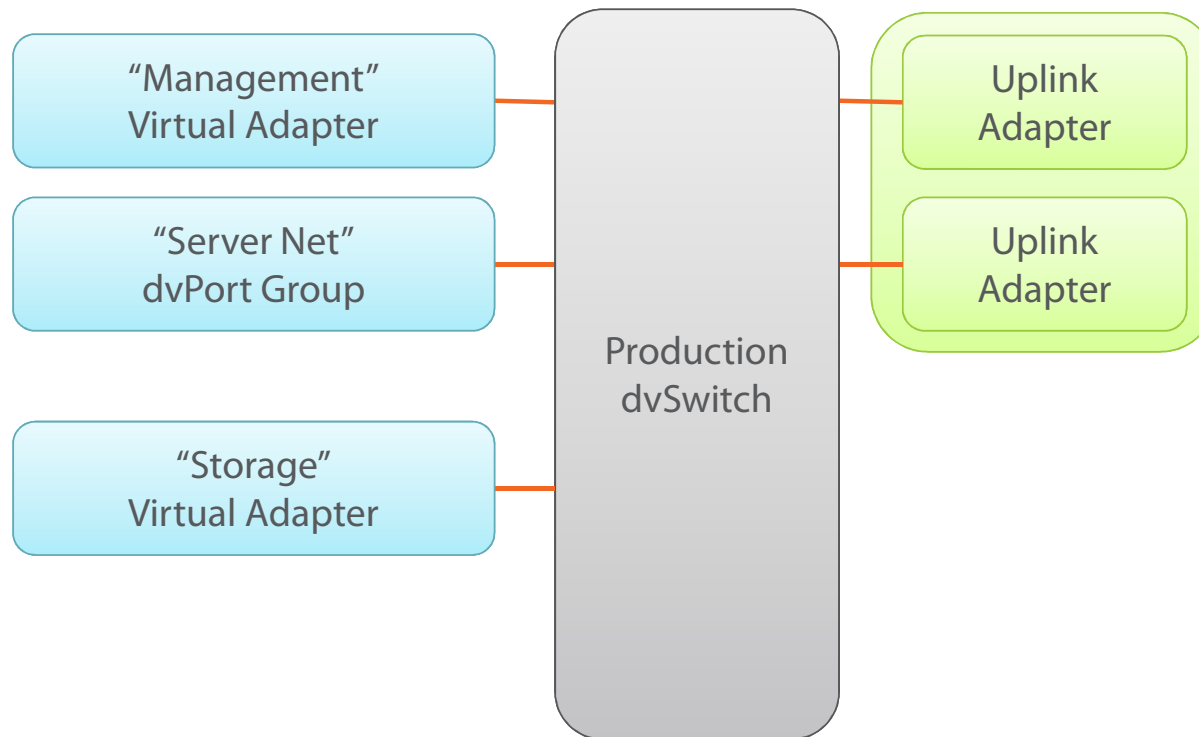 “Management”
Virtual Adapter
“Server Net”
dvPort Group
“Storage”
Virtual Adapter
Production
dvSwitch
Uplink
Adapter
Uplink
Adapter